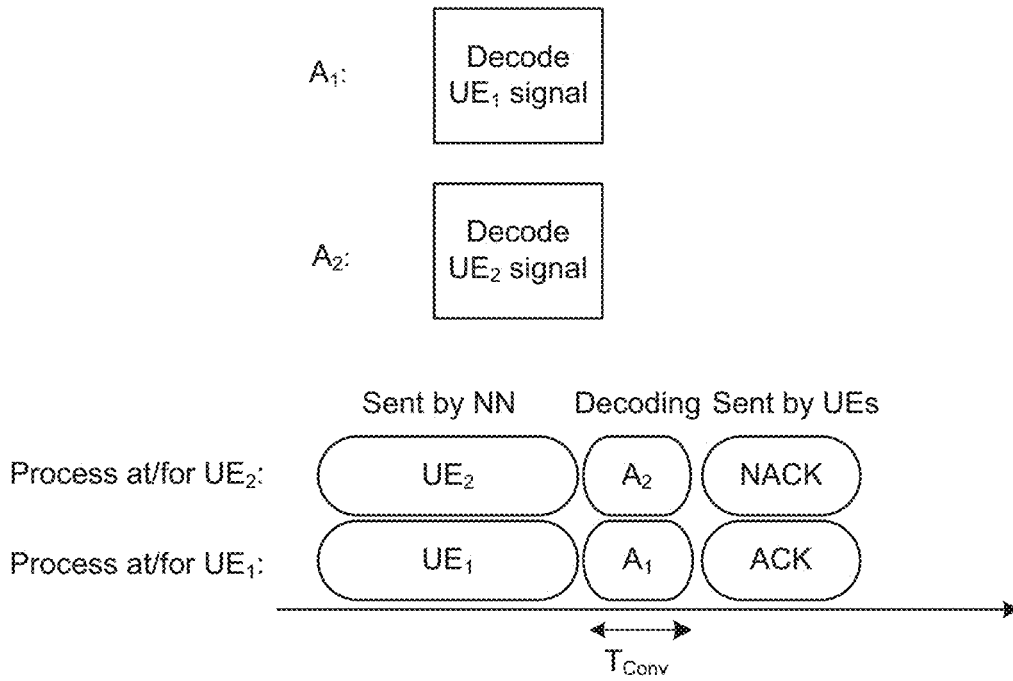 A₁:
Decode
UE₁ signal
A₂:
Decode
UE₂ signal
Sent by NN Decoding Sent by UEs
Process at/for UE₂: UE₂ A₂ NACK
Process at/for UE₁: UE₁ A₁ ACK
T_Conv